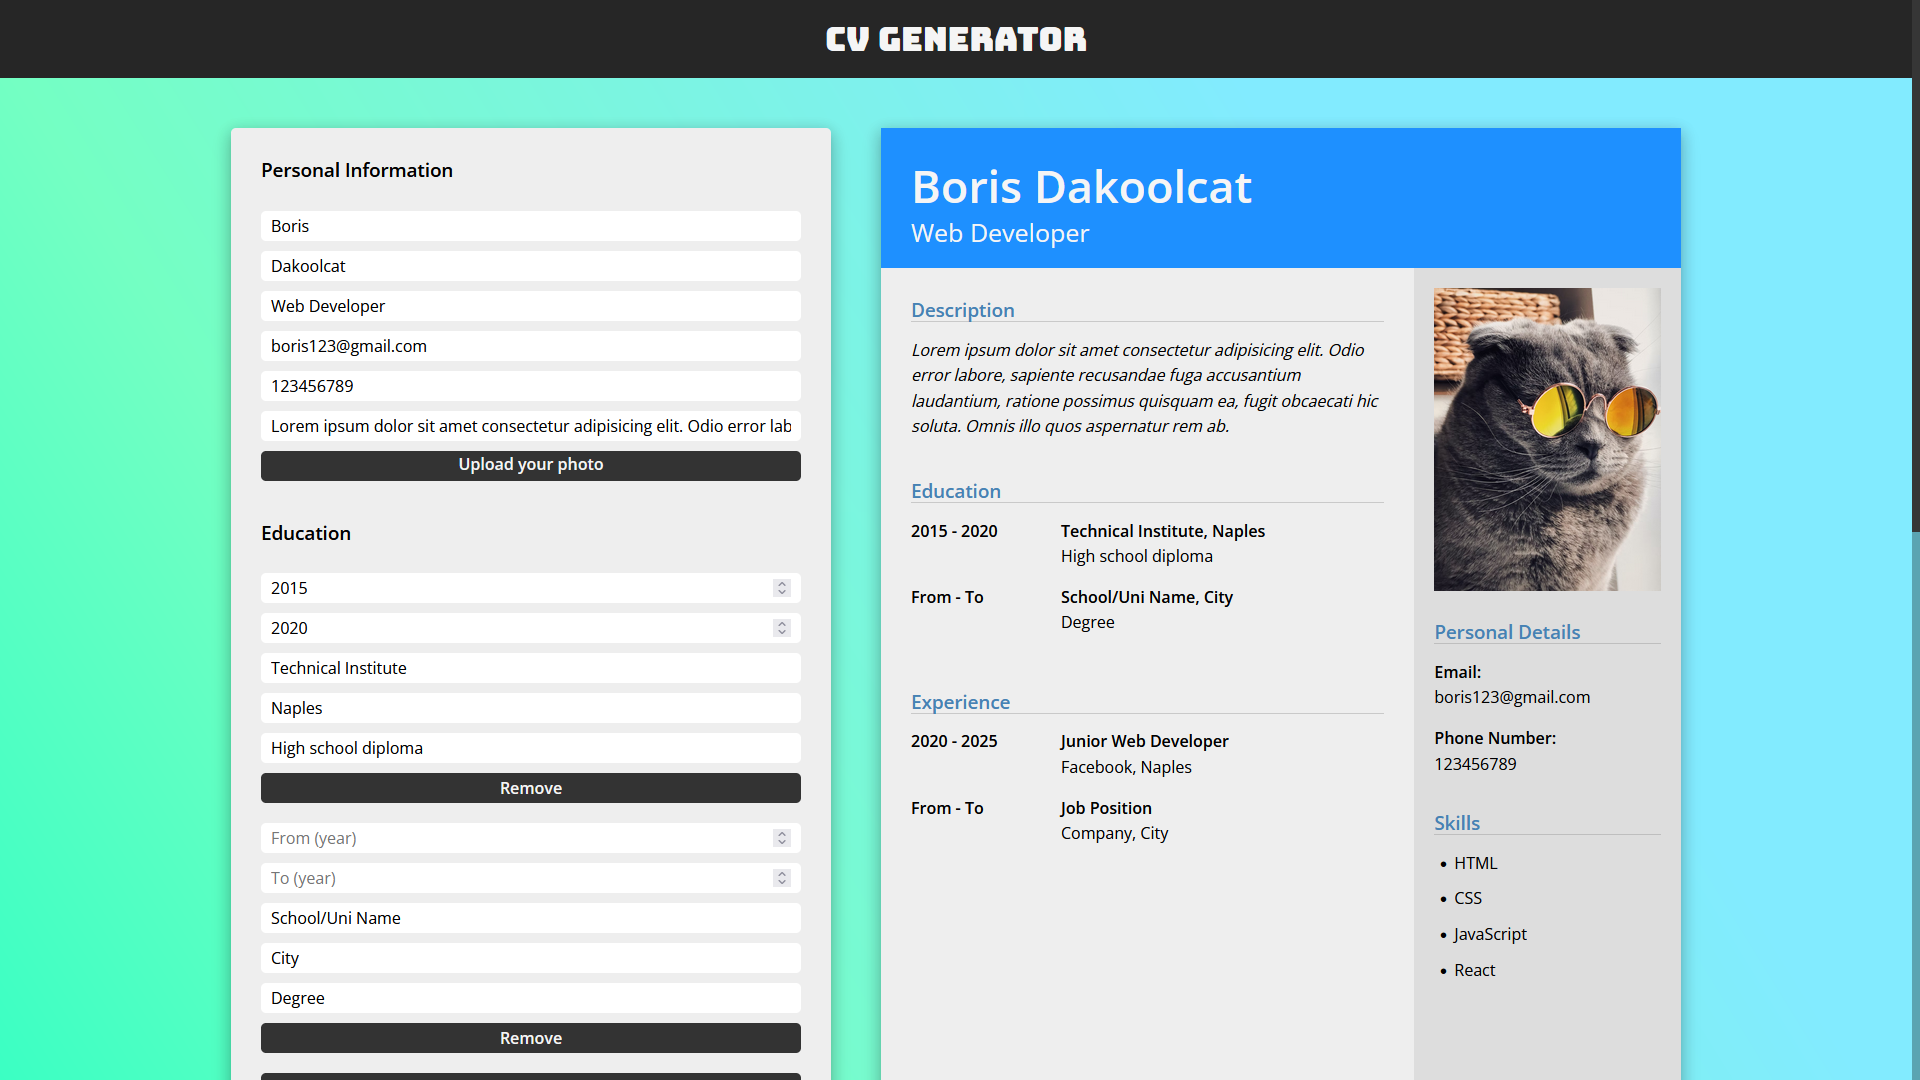 CV GENERATOR
Personal Information
Boris
Dakoolcat
Web Developer
boris123@gmail.com
123456789
Lorem ipsum dolor sit amet consectetur adipisicing elit. Odio error lab
Upload your photo
Education
2015
2020
Technical Institute
Naples
High school diploma
Remove
From (year)
To (year)
School/Uni Name
City
Degree
Remove
Boris Dakoolcat
Web Developer
Description
Lorem ipsum dolor sit amet consectetur adipisicing elit. Odio
error labore, sapiente recusandae fuga accusantium
laudantium, ratione possimus quisquam ea, fugit obcaecati hic
soluta. Omnis illo quos aspernatur rem ab.
Education
2015 - 2020 Technical Institute, Naples
High school diploma
From - To School/Uni Name, City
Degree
Experience
2020 - 2025 Junior Web Developer
Facebook, Naples
From - To Job Position
Company, City
Personal Details
Email:
boris123@gmail.com
Phone Number:
123456789
Skills
• HTML
• CSS
• JavaScript
• React